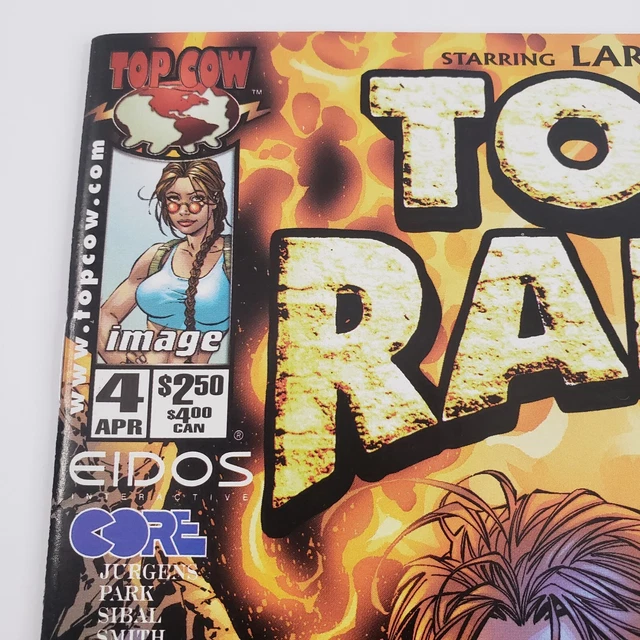 TOP COW
TM
www.topcow.com
image
4
APR
$2.50
$4.00
CAN
®
EIDOS
INTERACTIVE
CORE
JURGENS
PARK
SIBAL
SMITH
STARRING LAR
TO
RA